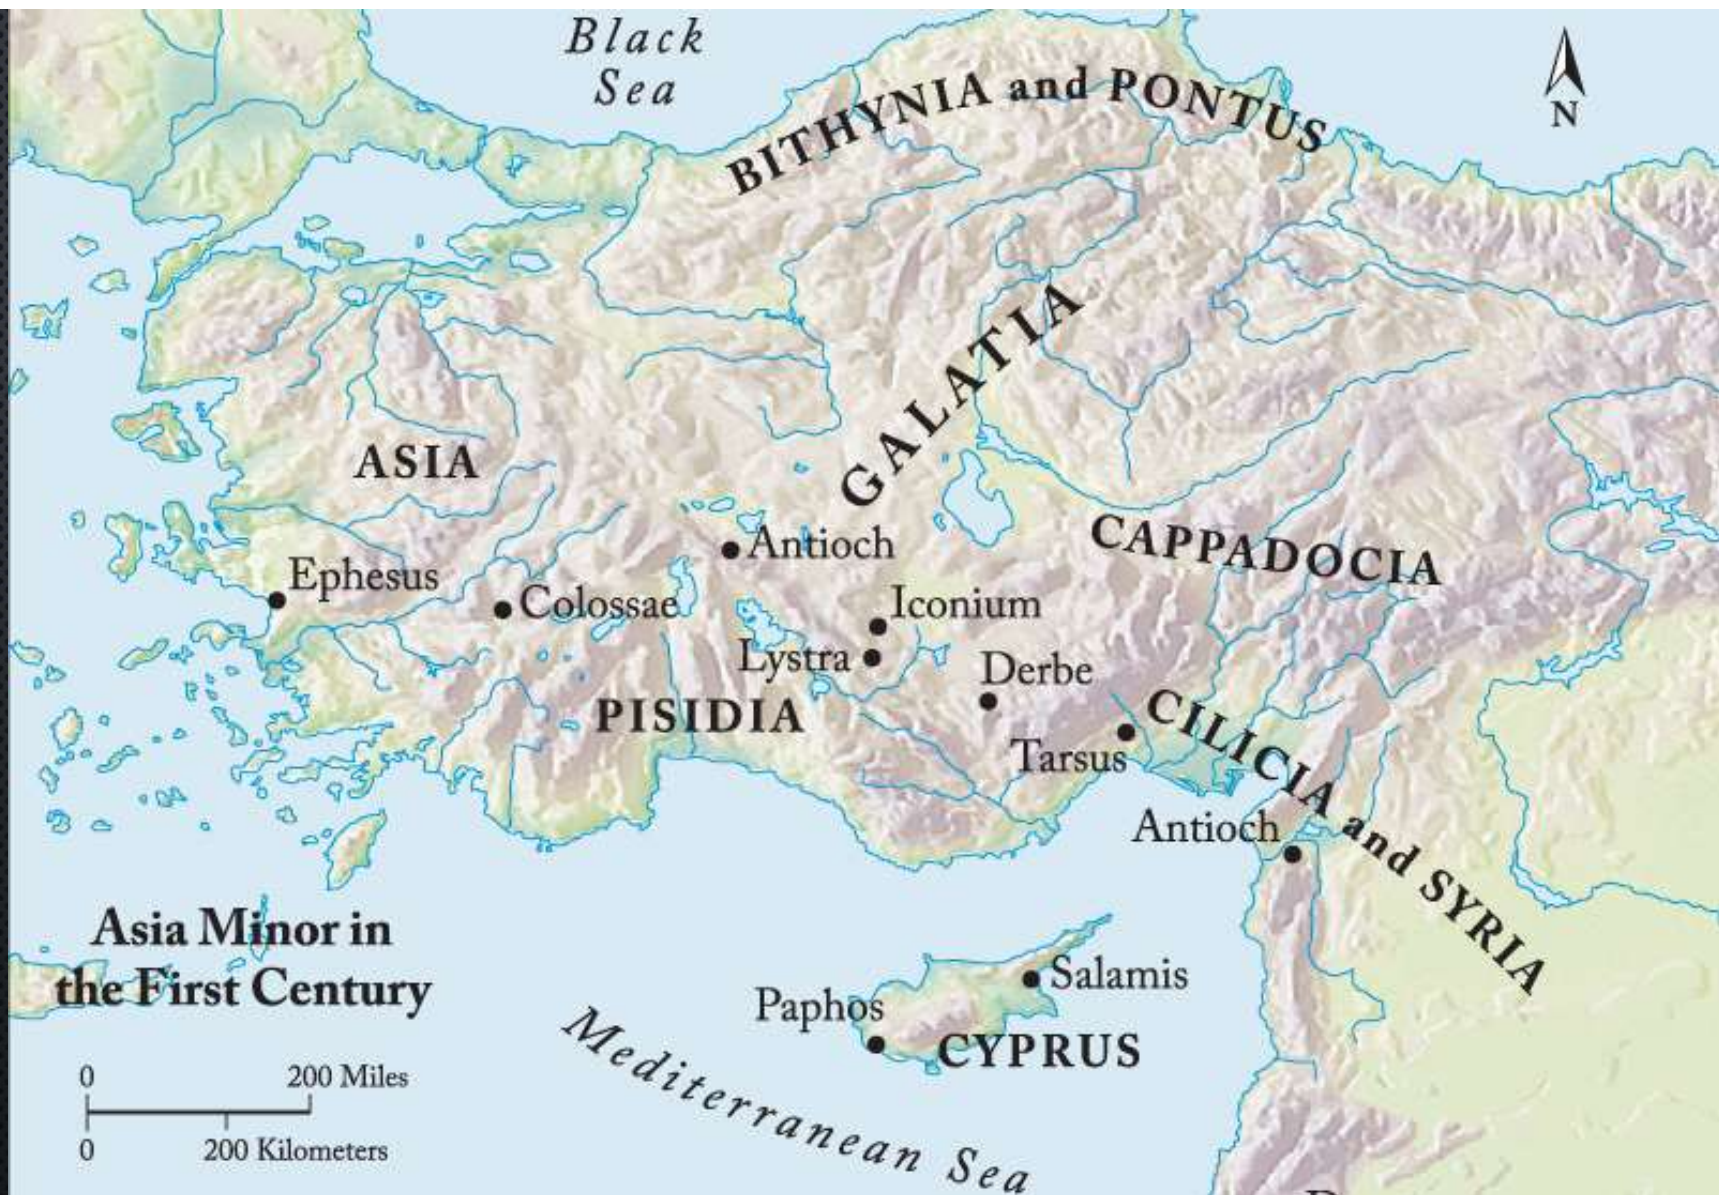 Black
Sea
BITHYNIA and PONTUS
N
GALATIA
ASIA
CAPPADOCIA
Antioch
Ephesus
Colossae
Iconium
Lystra
Derbe
PISIDIA
Tarsus
CILICIA and SYRIA
Antioch
Asia Minor in
the First Century
Salamis
Paphos
CYPRUS
Mediterranean Sea
0 200 Miles
0 200 Kilometers